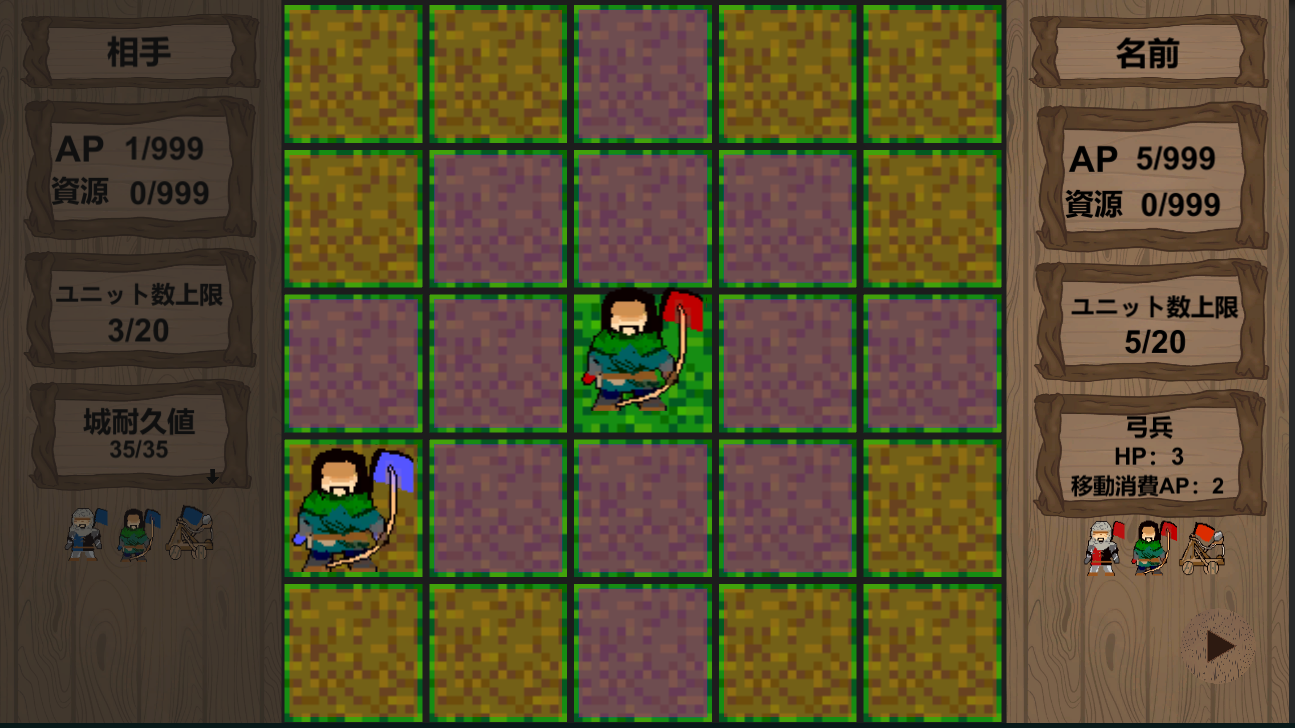 相手
AP 1/999
資源 0/999
ユニット数上限
3/20
城耐久値
35/35
名前
AP 5/999
資源 0/999
ユニット数上限
5/20
弓兵
HP：3
移動消費AP：2